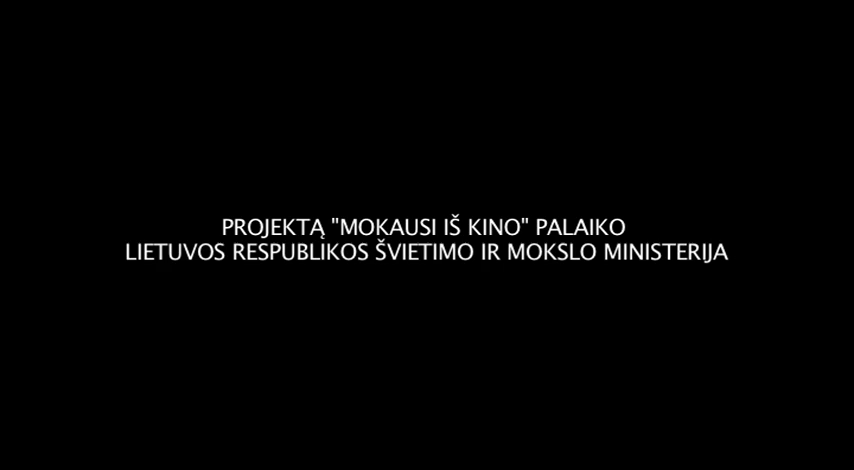 PROJEKTĄ "MOKAUSI IŠ KINO" PALAIKO
LIETUVOS RESPUBLIKOS ŠVIETIMO IR MOKSLO MINISTERIJA